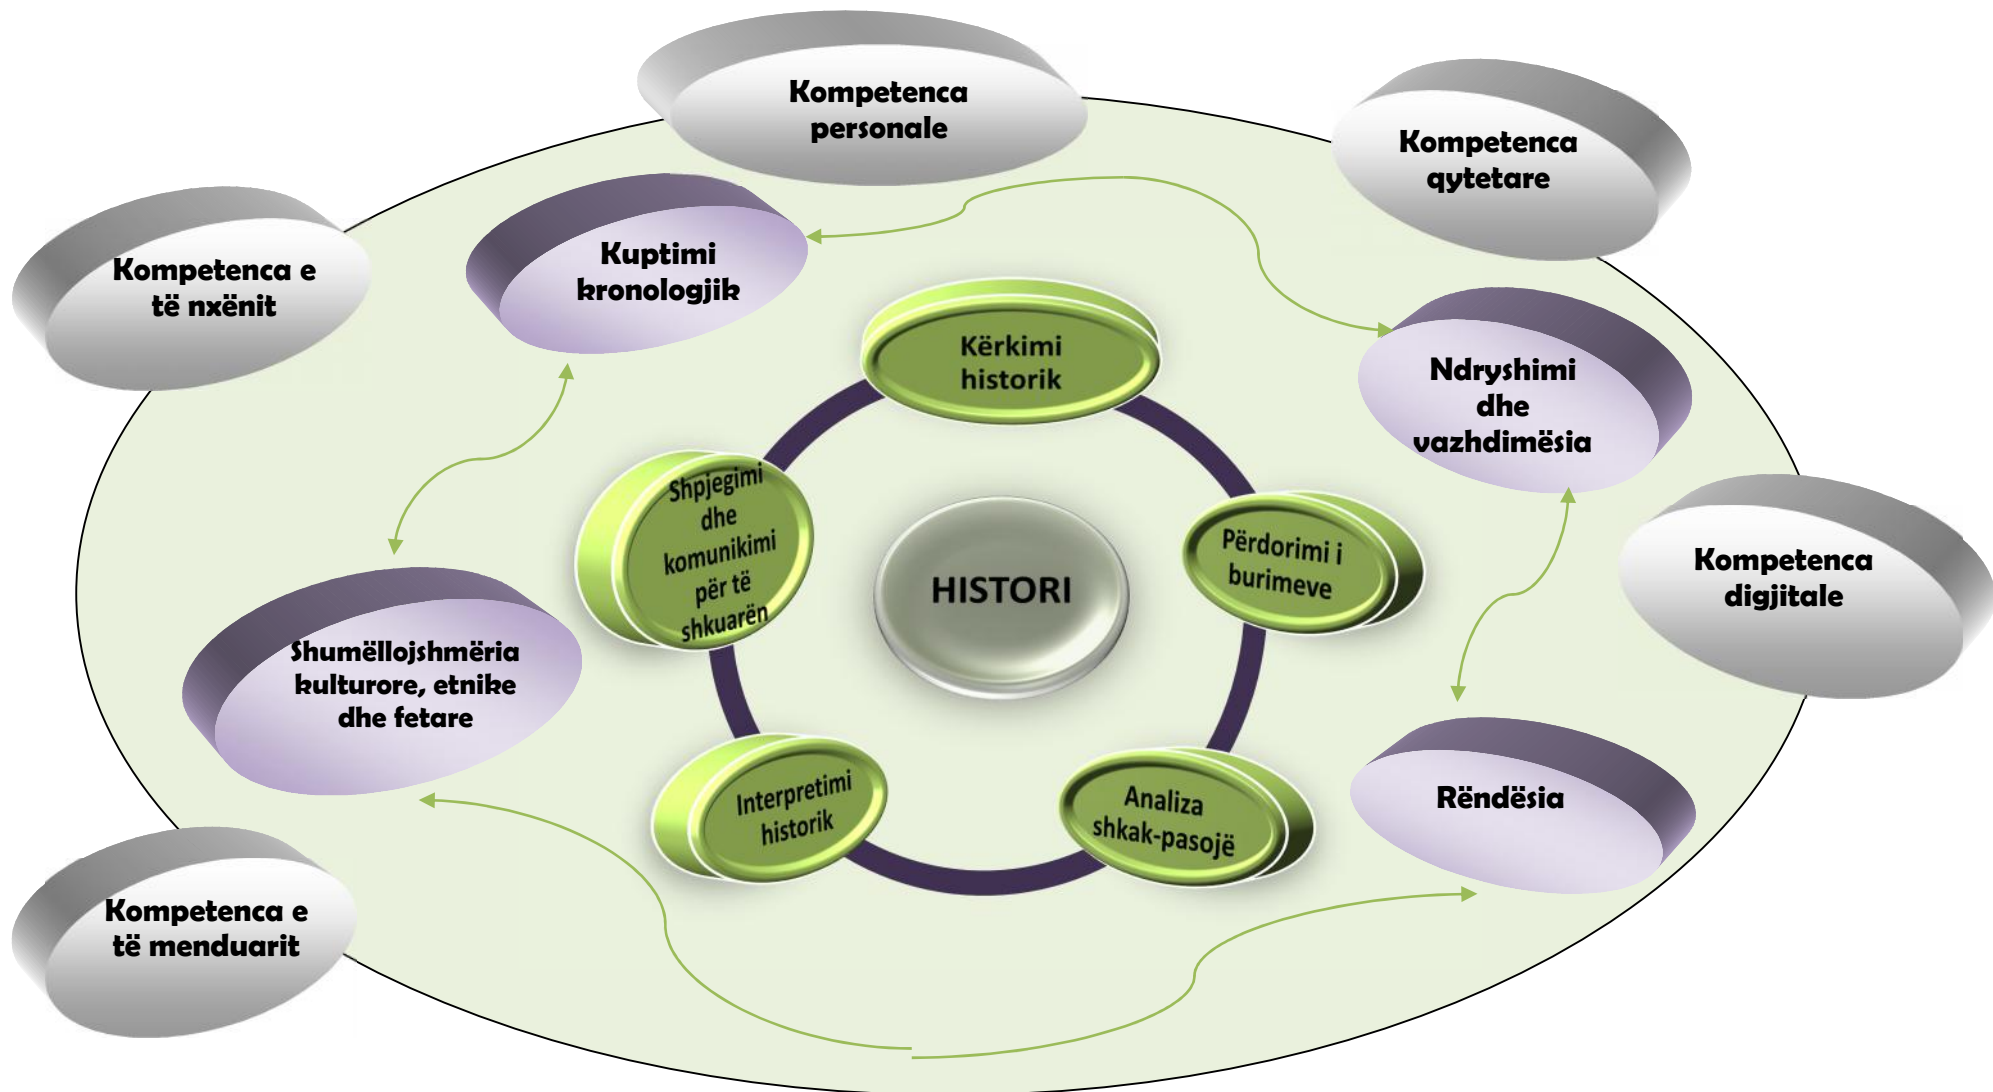 Kompetenca
personale
Kompetenca
qytetare
Kompetenca e
të nxënit
Kuptimi
kronologjik
Kërkimi
historik
Ndryshimi
dhe
vazhdimësia
Shpjegimi
dhe
komunikimi
për të
shkuarën
HISTORI
Përdorimi i
burimeve
Kompetenca
digjitale
Shumëllojshmëria
kulturore, etnike
dhe fetare
Interpretimi
historik
Analiza
shkak-pasojë
Rëndësia
Kompetenca e
të menduarit